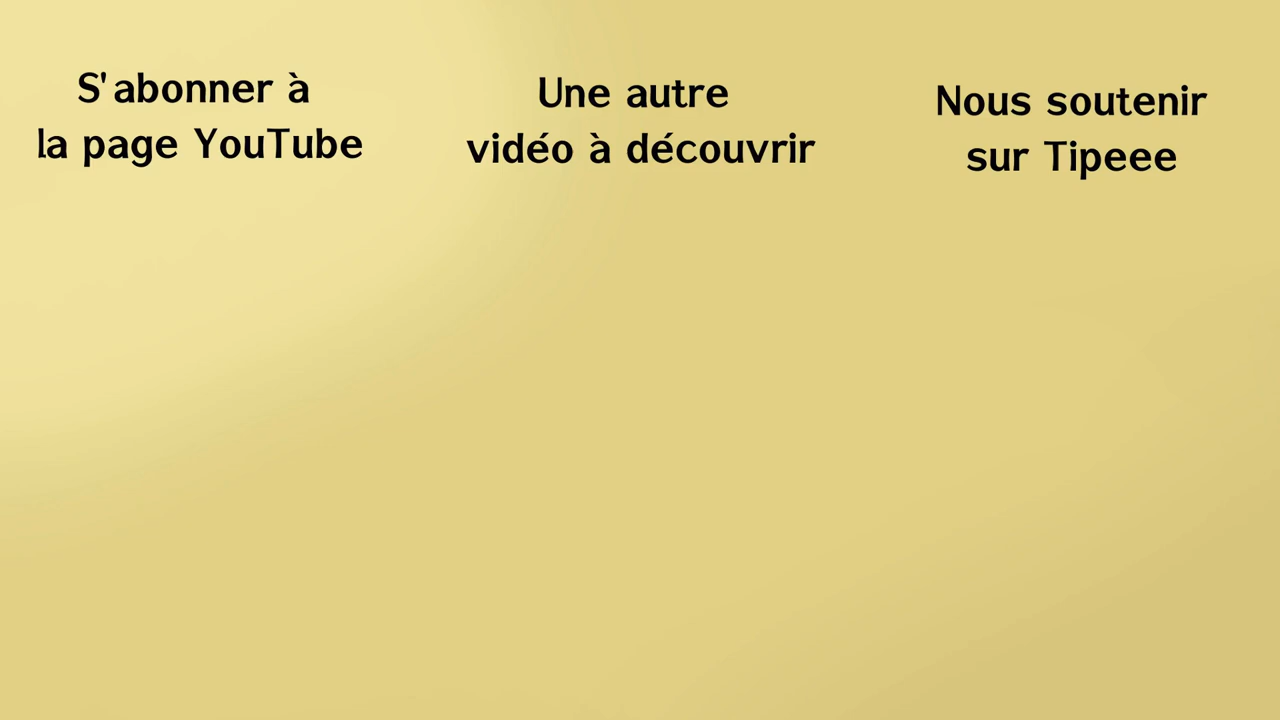 S'abonner à
la page YouTube
Une autre
vidéo à découvrir
Nous soutenir
sur Tipeee